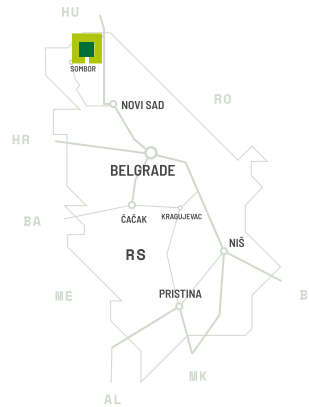 HU
SOMBOR
RO
NOVI SAD
HR
BELGRADE
BA
ČAČAK
KRAGUJEVAC
RS
NIŠ
ME
PRISTINA
B
MK
AL